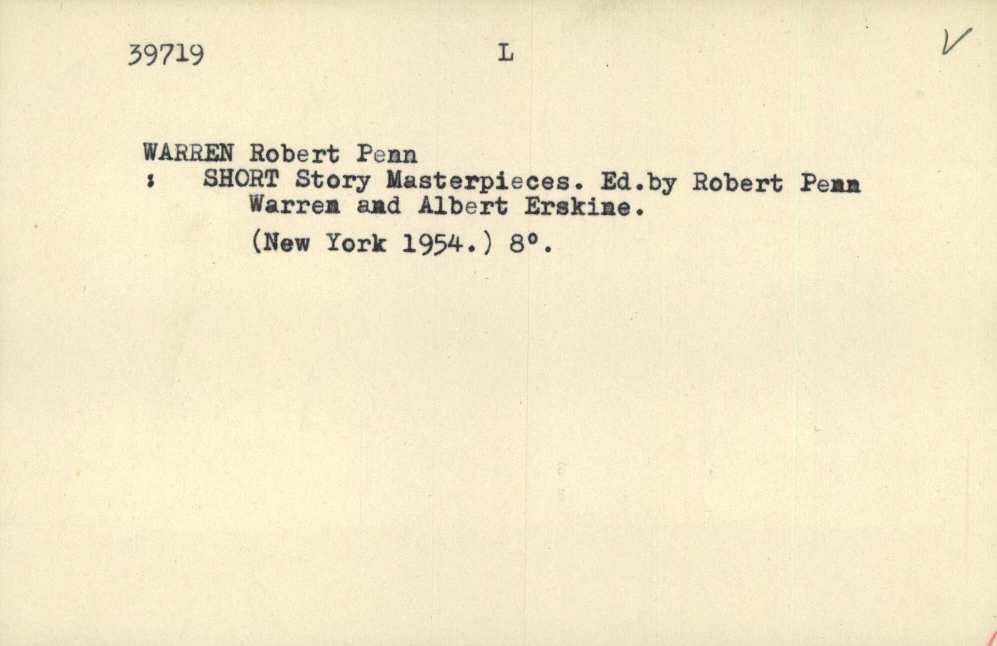 39719 L V
WARREN Robert Penn
: SHORT Story Masterpieces. Ed.by Robert Penn
Warren and Albert Erskine.
(New York 1954.) 8°.